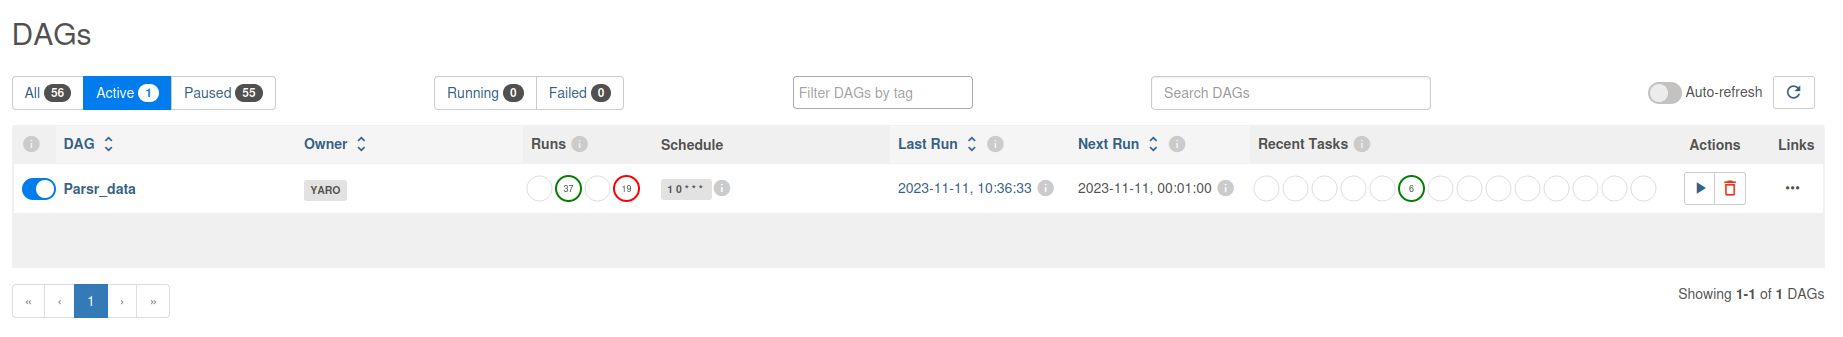 DAGs
All 56 Active 1 Paused 55 Running 0 Failed 0 Filter DAGs by tag Search DAGs Auto-refresh
DAG Owner Runs Schedule Last Run Next Run Recent Tasks Actions Links
Parsr_data YARO 37 19 1 0 * * * 2023-11-11, 10:36:33 2023-11-11, 00:01:00 6
« ‹ 1 › »
Showing 1-1 of 1 DAGs